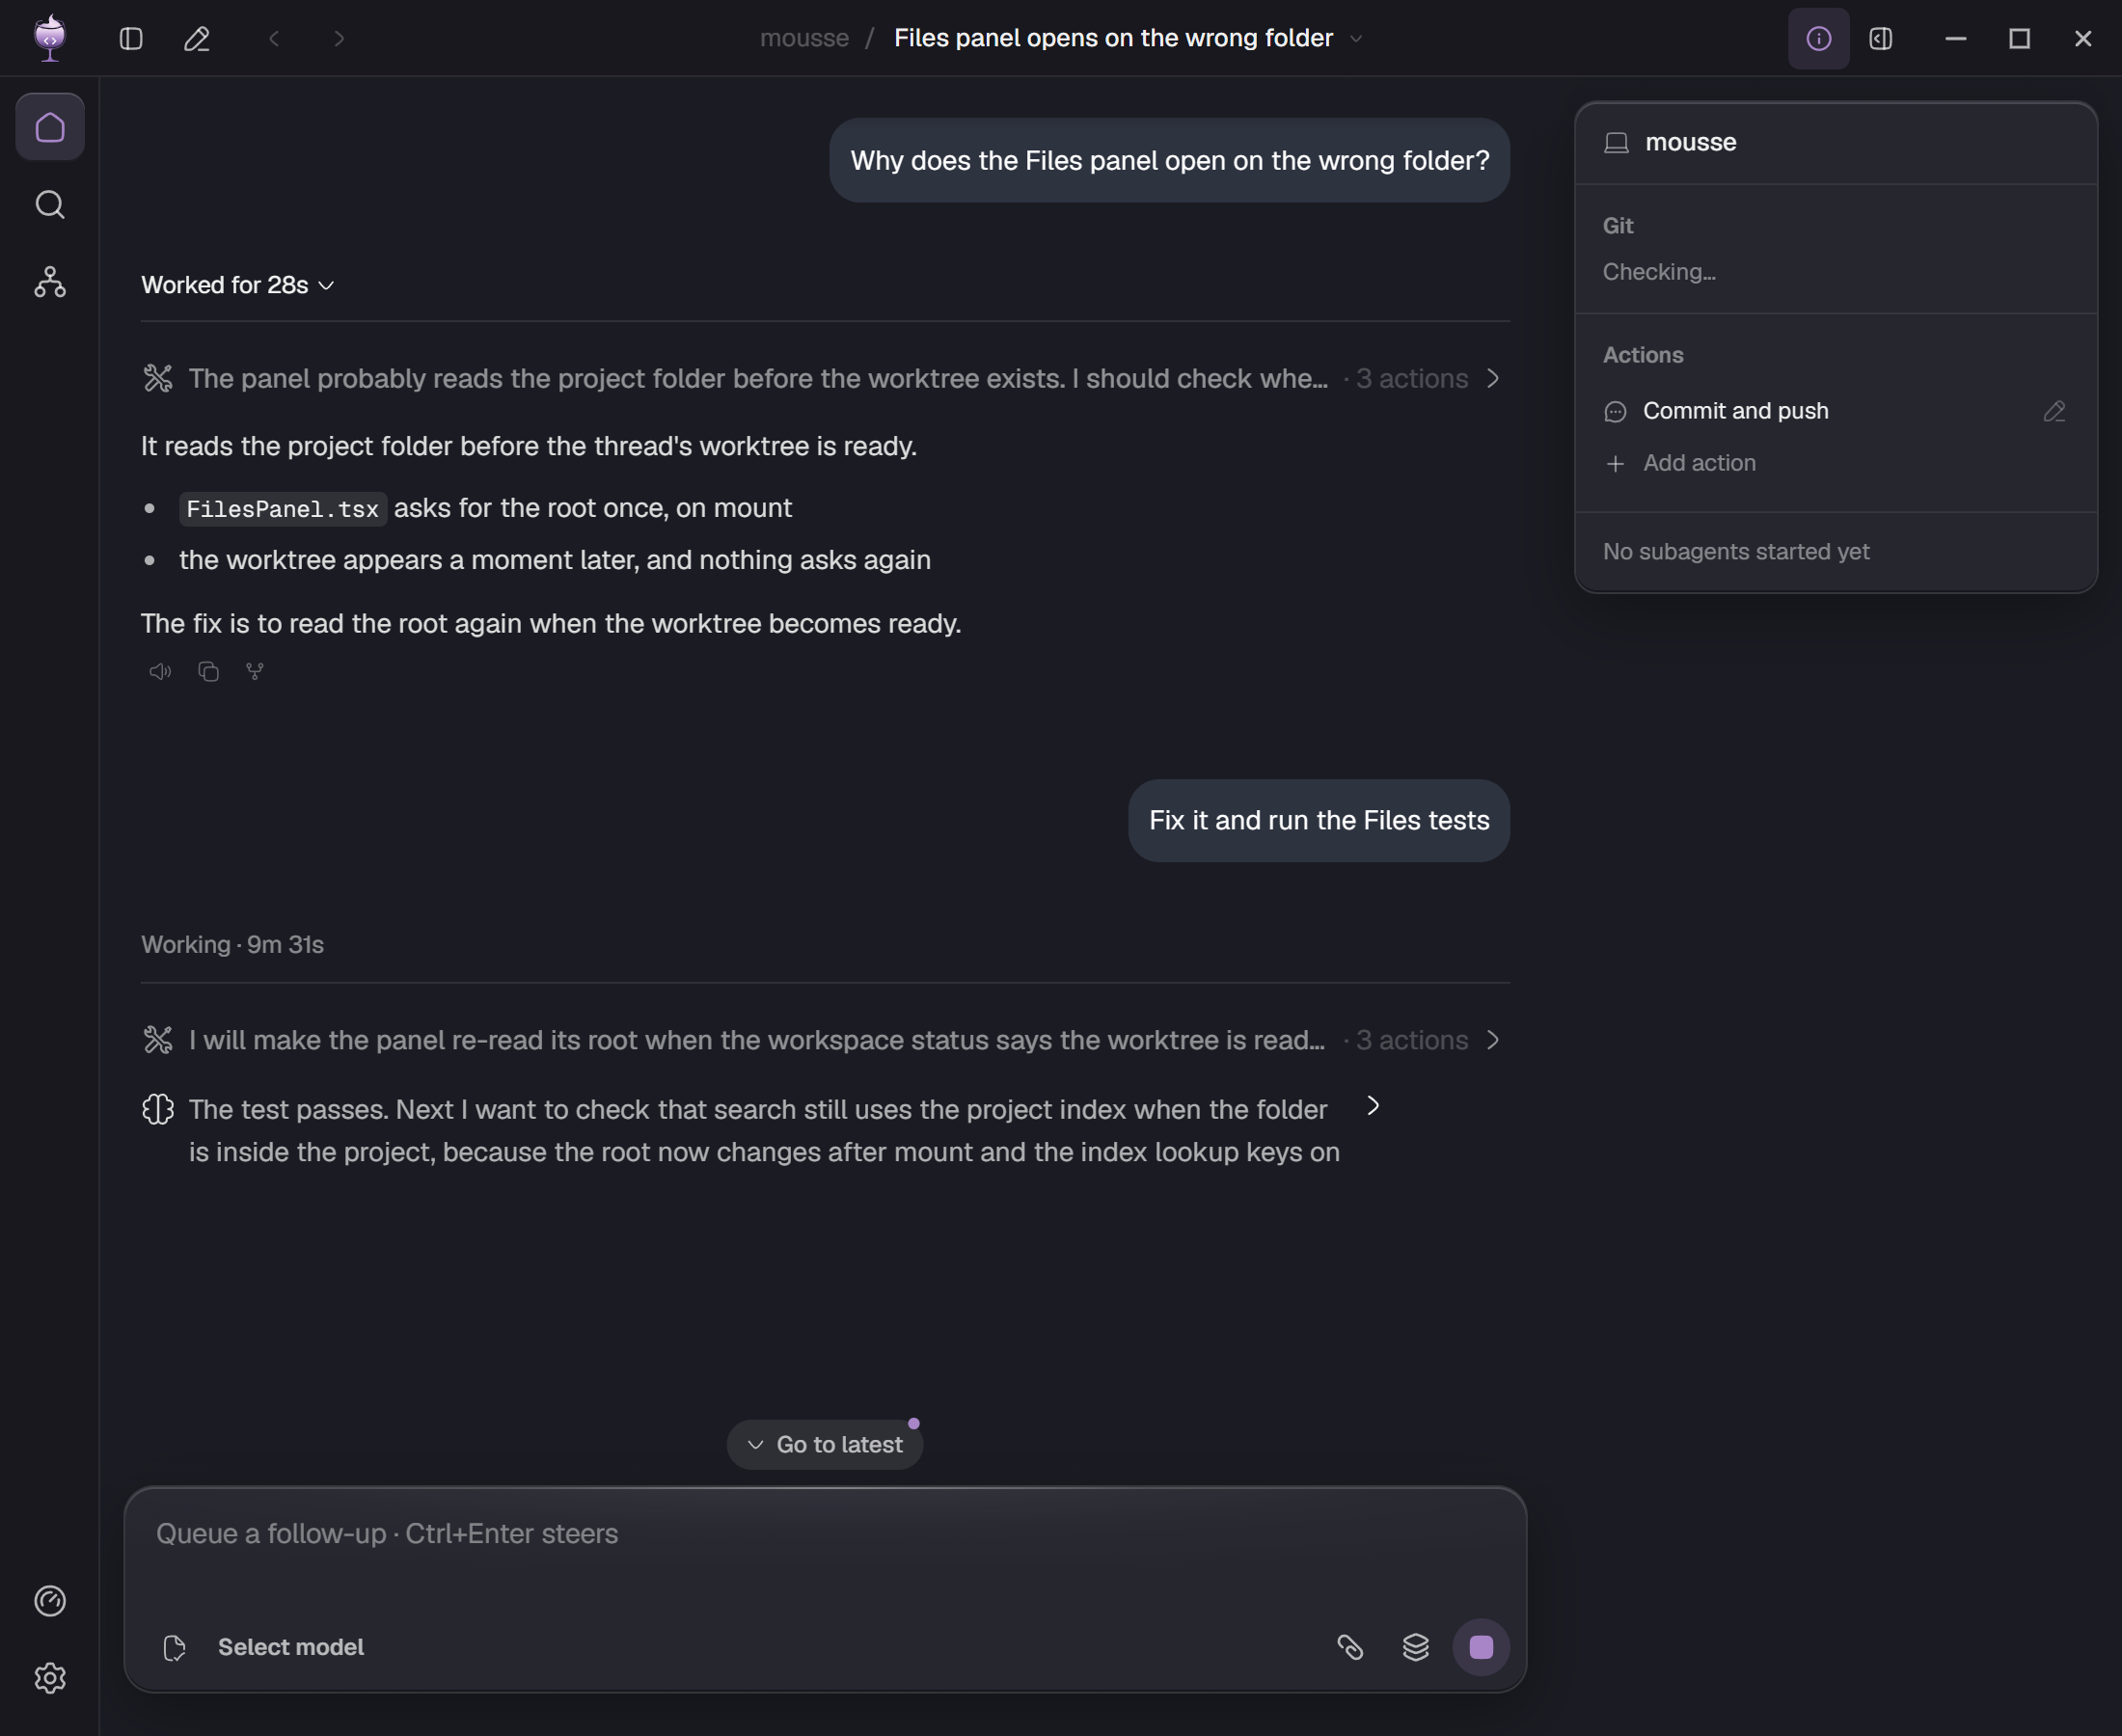 mousse / Files panel opens on the wrong folder
Why does the Files panel open on the wrong folder?
Worked for 28s
The panel probably reads the project folder before the worktree exists. I should check whe... · 3 actions
It reads the project folder before the thread's worktree is ready.
• FilesPanel.tsx asks for the root once, on mount
• the worktree appears a moment later, and nothing asks again
The fix is to read the root again when the worktree becomes ready.
Fix it and run the Files tests
Working · 9m 31s
I will make the panel re-read its root when the workspace status says the worktree is read... · 3 actions
The test passes. Next I want to check that search still uses the project index when the folder
is inside the project, because the root now changes after mount and the index lookup keys on
Go to latest
Queue a follow-up · Ctrl+Enter steers
Select model
mousse
Git
Checking...
Actions
Commit and push
+ Add action
No subagents started yet